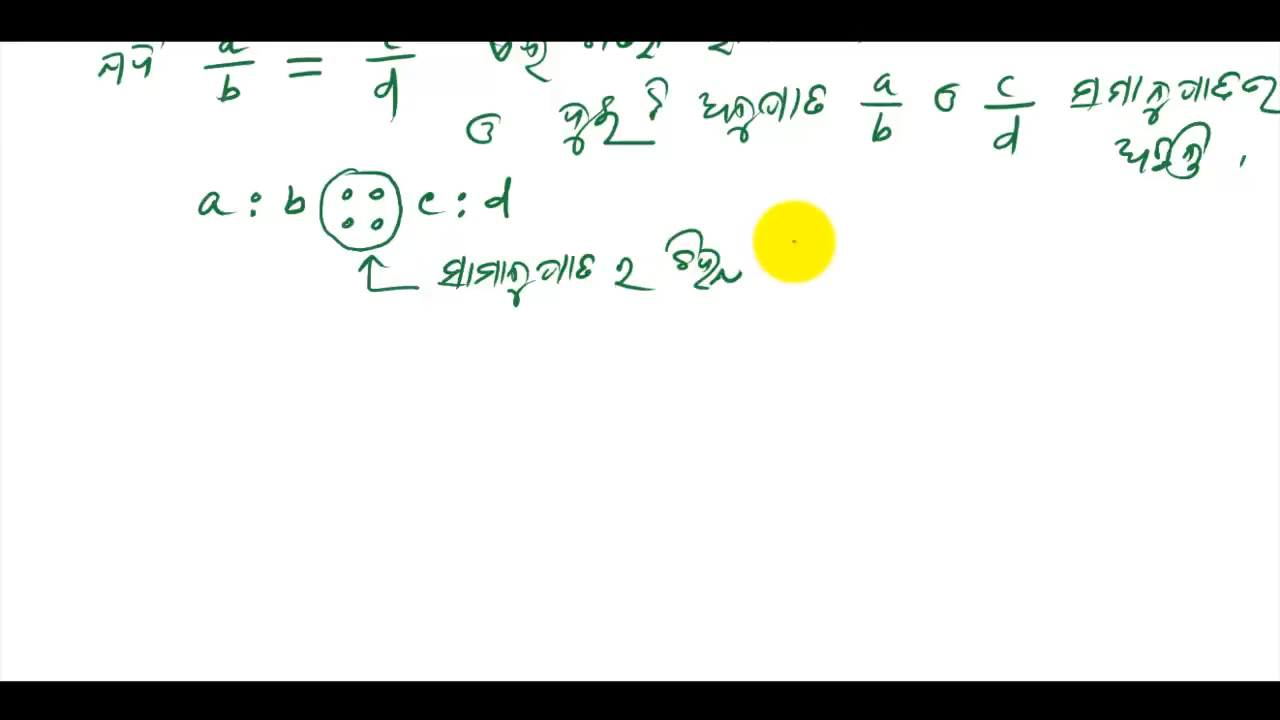 ଯଦି a/b = c/d
ଓ ଦୁଇଟି ଅନୁପାତ a/b ଓ c/d ସମାନୁପାତରେ
ଅଛନ୍ତି ।
a : b :: c : d
ସମାନୁପାତ ର ଚିହ୍ନ